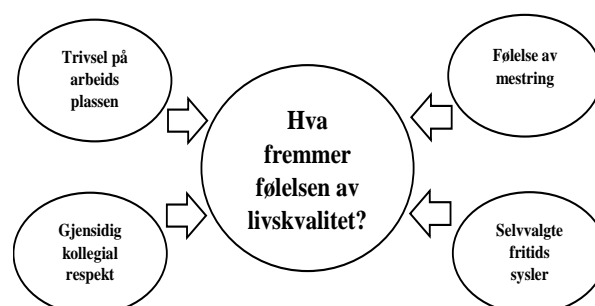 Trivsel på
arbeids
plassen
Følelse av
mestring
Hva
fremmer
følelsen av
livskvalitet?
Gjensidig
kollegial
respekt
Selvvalgte
fritids
sysler